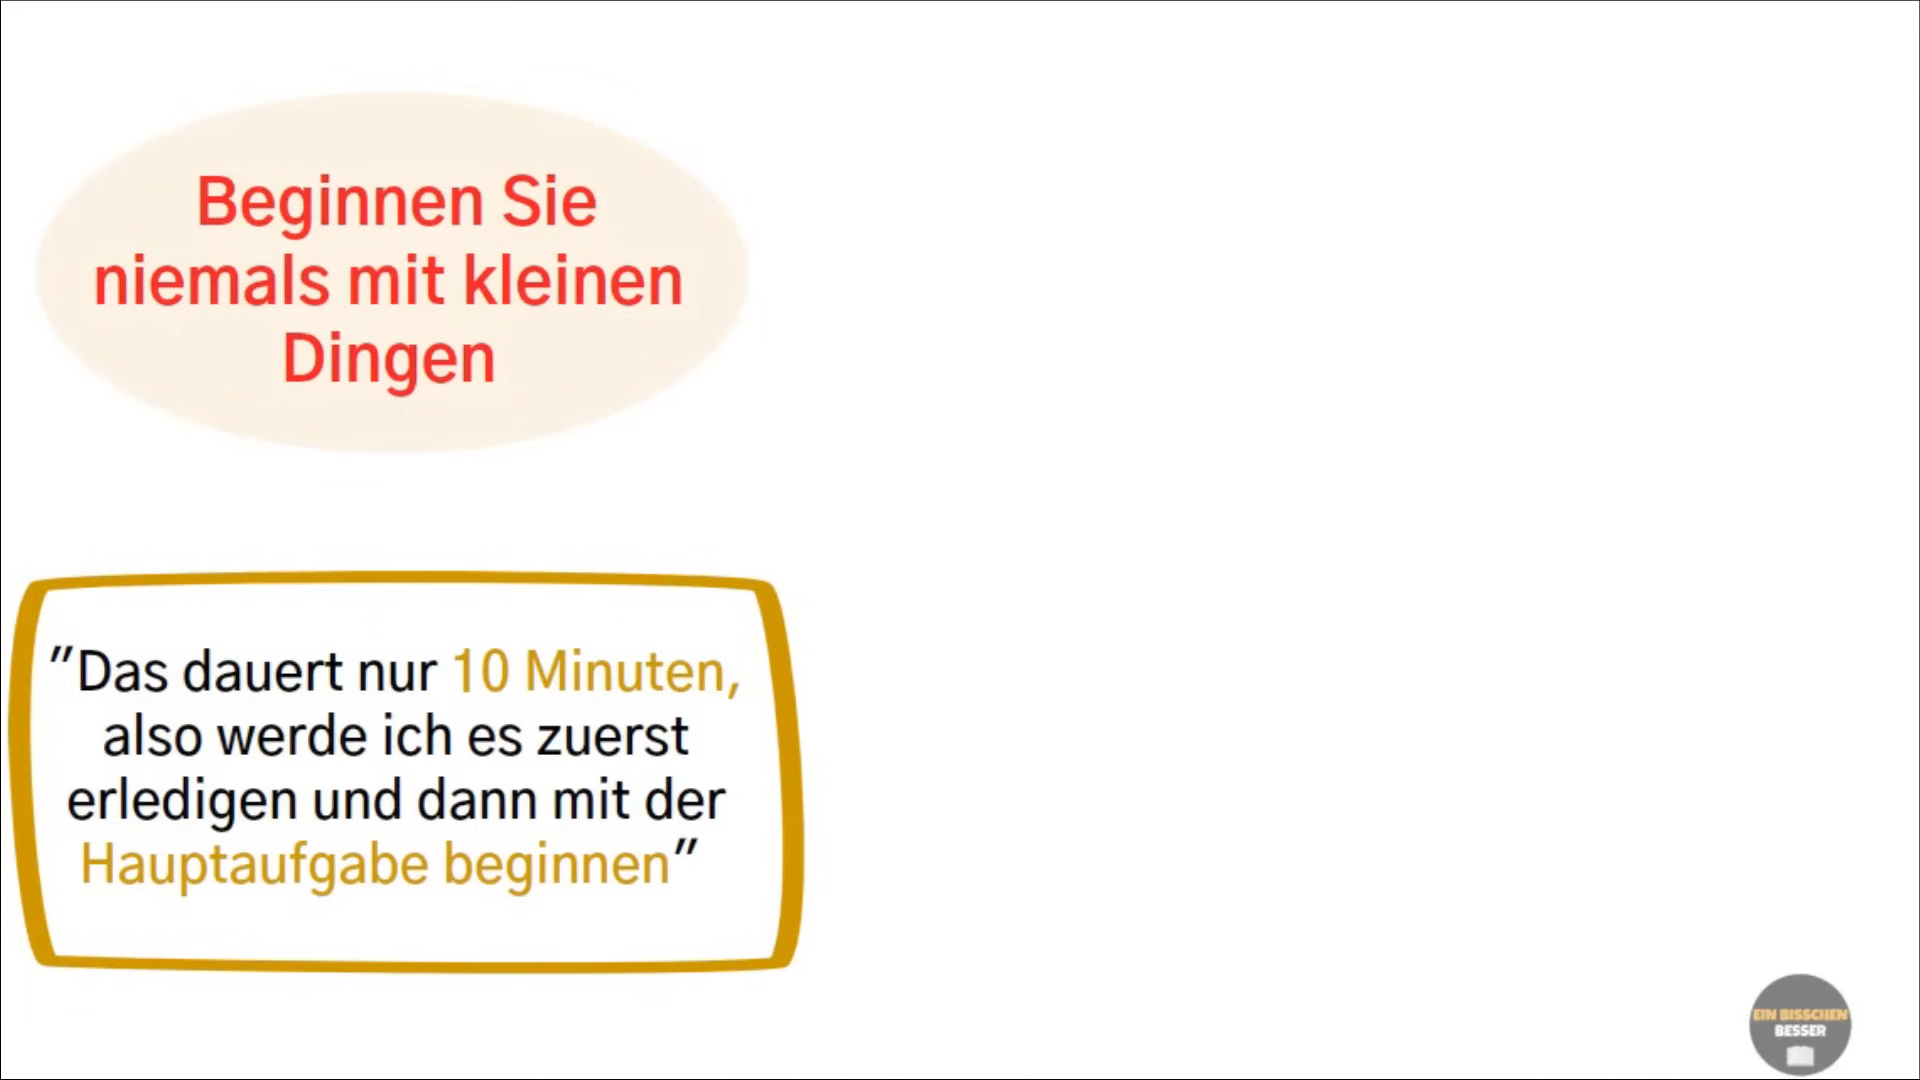 Beginnen Sie
niemals mit kleinen
Dingen
"Das dauert nur 10 Minuten,
also werde ich es zuerst
erledigen und dann mit der
Hauptaufgabe beginnen"
EIN BISSCHEN
BESSER